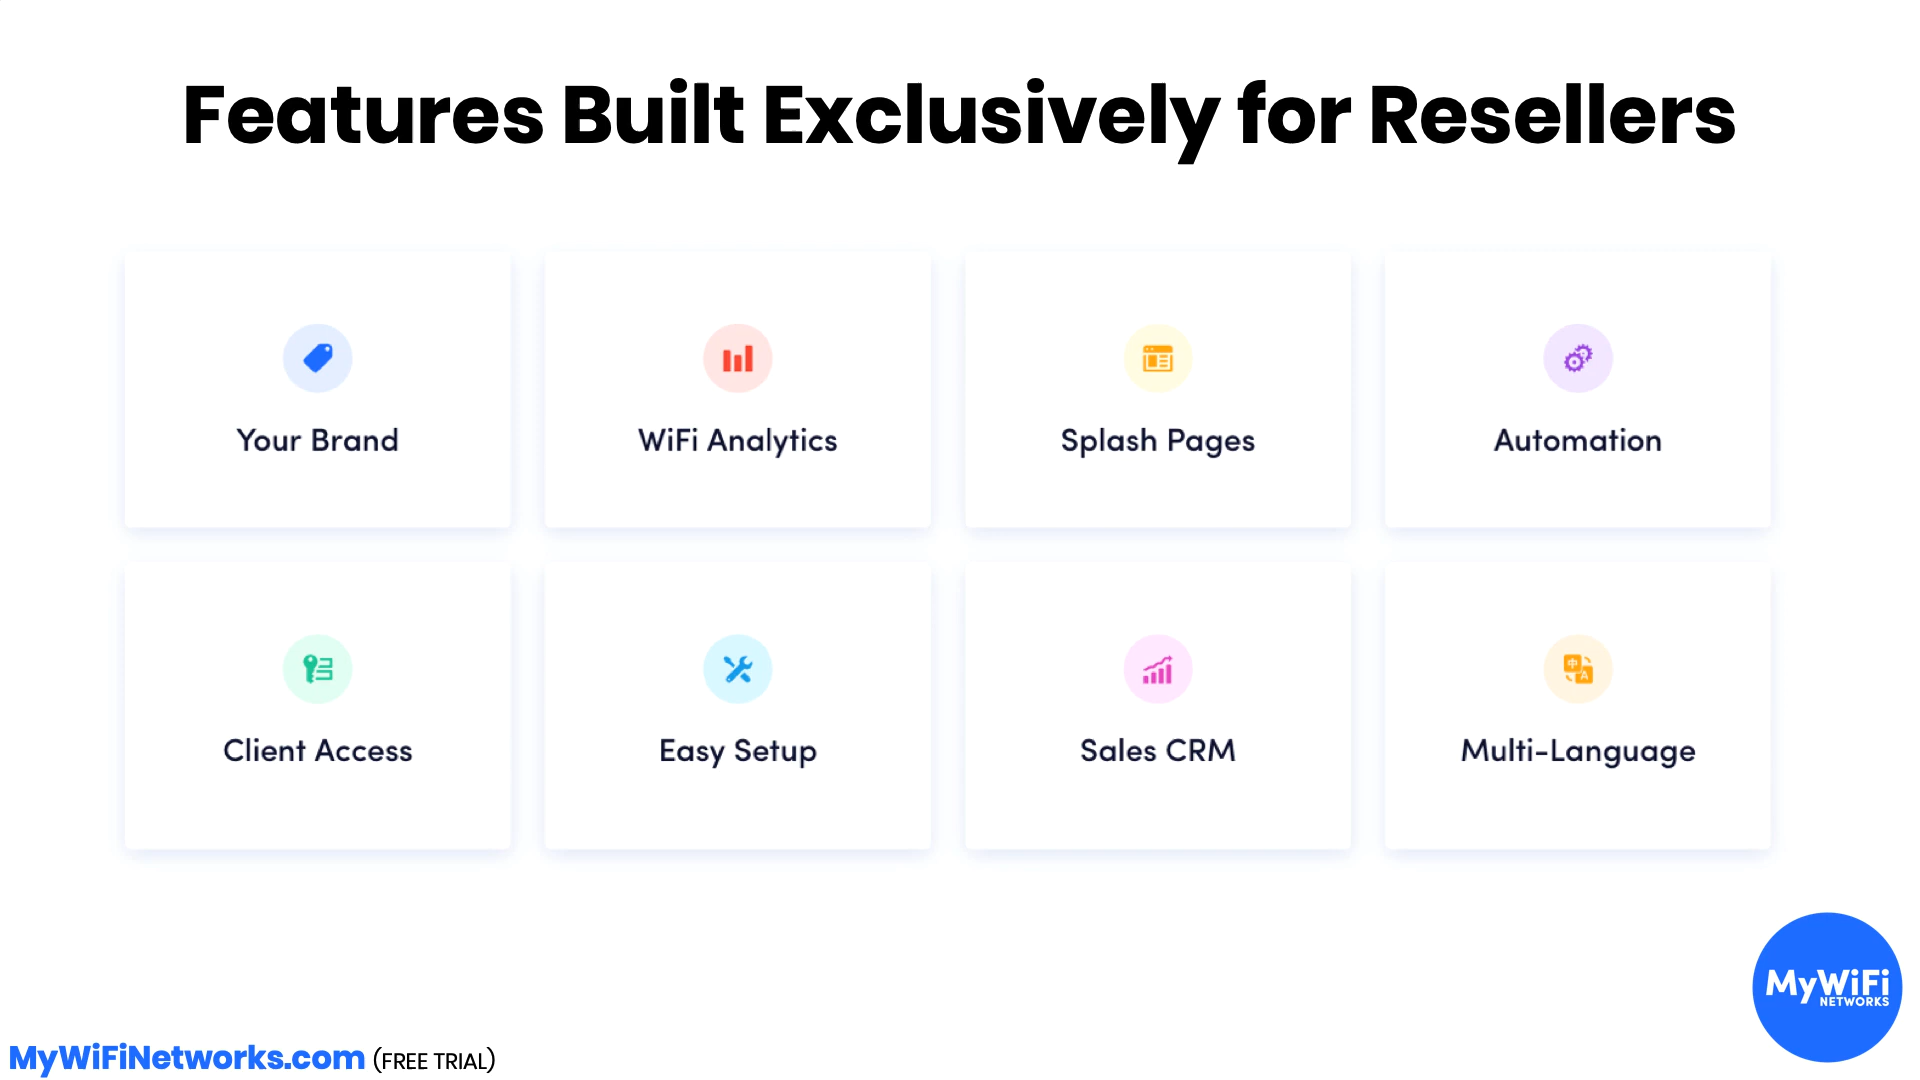 Features Built Exclusively for Resellers
Your Brand
WiFi Analytics
Splash Pages
Automation
Client Access
Easy Setup
Sales CRM
中
A
Multi-Language
MyWiFi
NETWORKS
MyWiFiNetworks.com (FREE TRIAL)